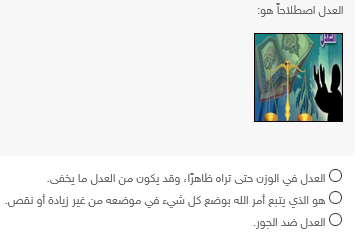 العدل اصطلاحاً هو:
العدل في الوزن حتى تراه ظاهرًا، وقد يكون من العدل ما يخفى.
هو الذي يتبع أمر الله بوضع كل شيء في موضعه من غير زيادة أو نقص.
العدل ضد الجور.